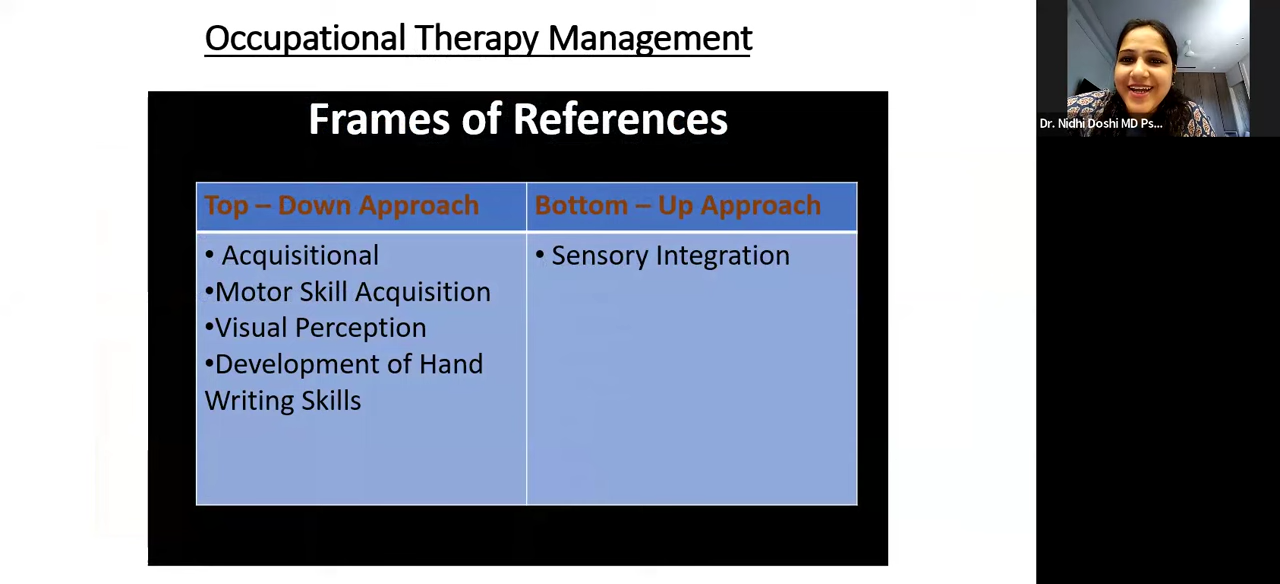 Occupational Therapy Management
Frames of References
Top – Down Approach
Bottom – Up Approach
• Acquisitional
•Motor Skill Acquisition
•Visual Perception
•Development of Hand
Writing Skills
• Sensory Integration
Dr. Nidhi Doshi MD Ps...